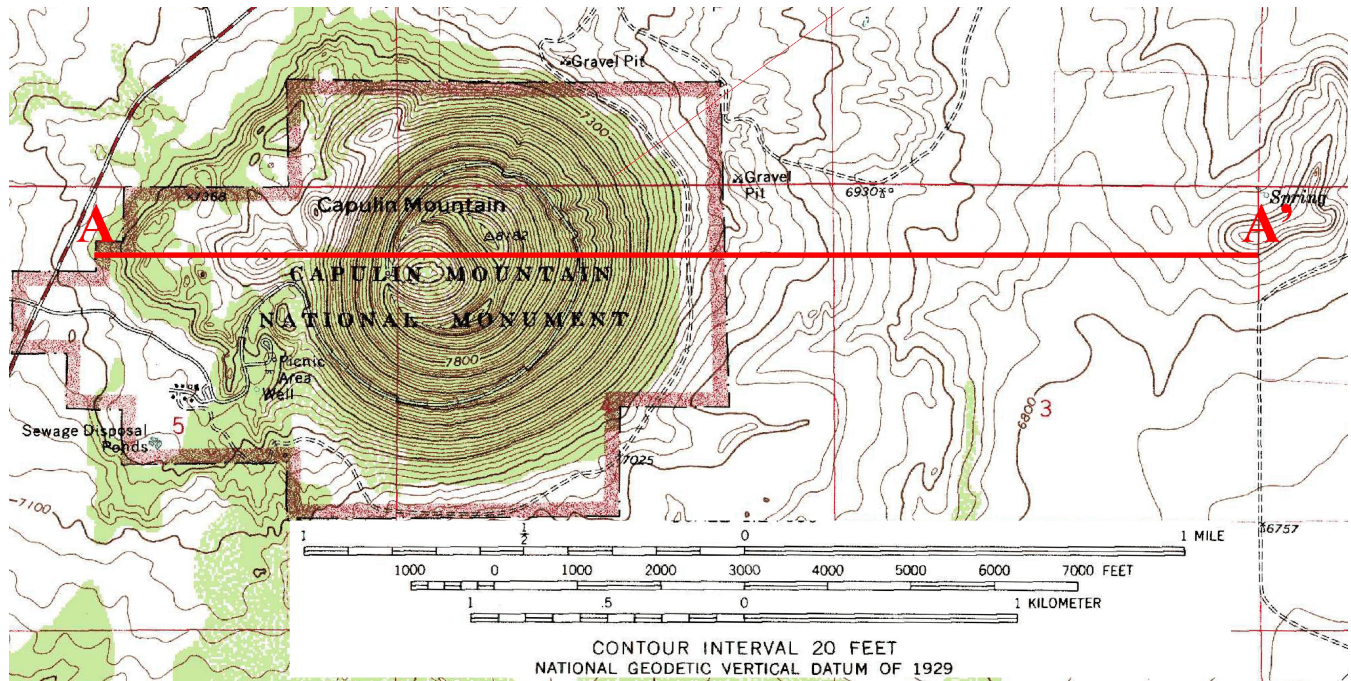 Gravel Pit
7300
Gravel
Pit
6930
7368
Spring
A
A'
Capulin Mountain
8182
CAPULIN MOUNTAIN
NATIONAL MONUMENT
7800
Picnic
Area
Well
Sewage Disposal
Ponds
5
3
6800
7025
7100
6757
1 ½ 0 1 MILE
1000 0 1000 2000 3000 4000 5000 6000 7000 FEET
1 .5 0 1 KILOMETER
CONTOUR INTERVAL 20 FEET
NATIONAL GEODETIC VERTICAL DATUM OF 1929